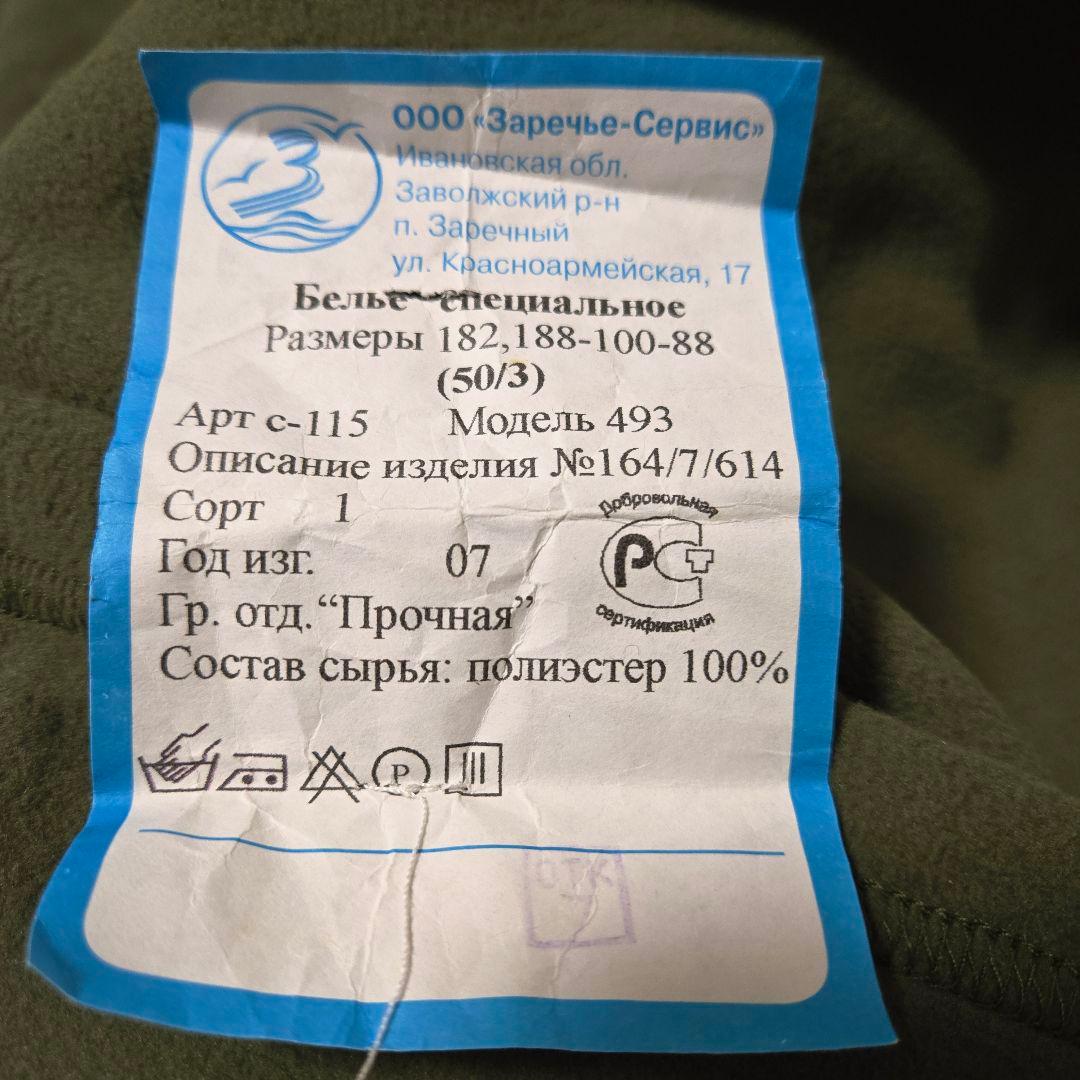 ООО «Заречье-Сервис»
Ивановская обл.
Заволжский р-н
п. Заречный
ул. Красноармейская, 17
Белье специальное
Размеры 182,188-100-88
(50/3)
Арт с-115 Модель 493
Описание изделия №164/7/614
Сорт 1
Добровольная
РСТ
сертификация
Год изг. 07
Гр. отд.“Прочная”
Состав сырья: полиэстер 100%
P
ОТК
7